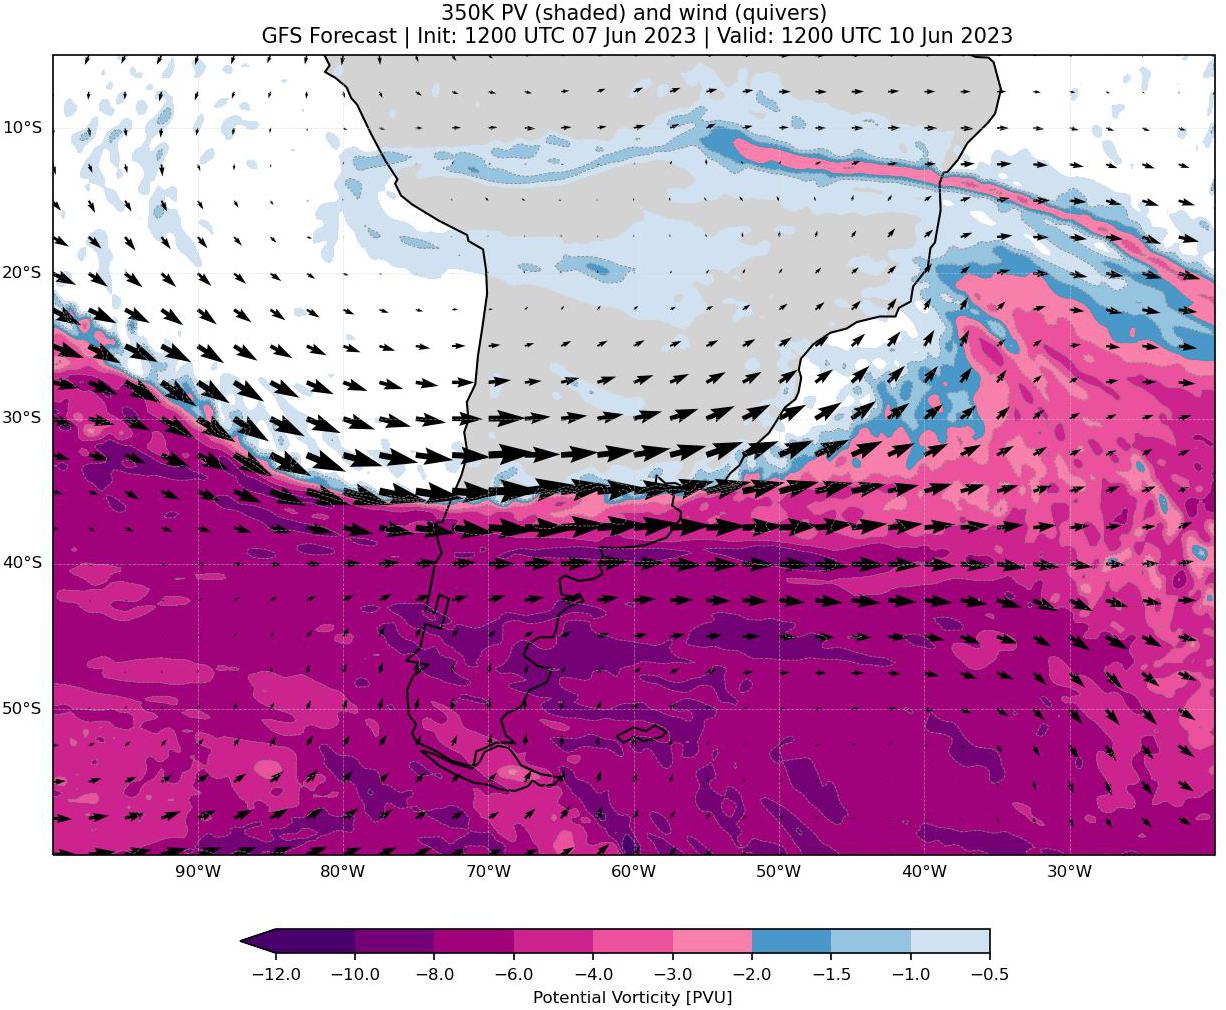 350K PV (shaded) and wind (quivers)
GFS Forecast | Init: 1200 UTC 07 Jun 2023 | Valid: 1200 UTC 10 Jun 2023
10°S
20°S
30°S
40°S
50°S
90°W 80°W 70°W 60°W 50°W 40°W 30°W
−12.0 −10.0 −8.0 −6.0 −4.0 −3.0 −2.0 −1.5 −1.0 −0.5
Potential Vorticity [PVU]